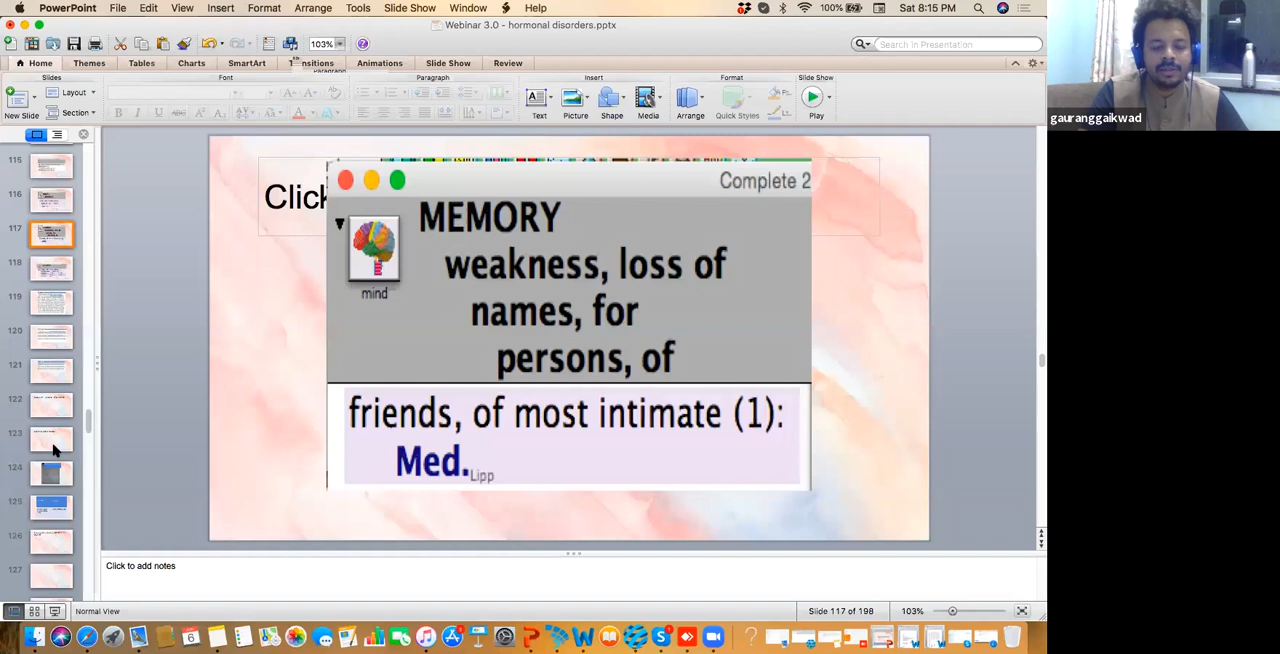 PowerPoint File Edit View Insert Format Arrange Tools Slide Show Window Help 100% Sat 8:15 PM
Webinar 3.0 - hormonal disorders.pptx
103% Search in Presentation
Home Themes Tables Charts SmartArt Transitions Animations Slide Show Review
Slides Font Paragraph Insert Format Slide Show
Layout
Section
New Slide Text Picture Shape Media Arrange Quick Styles Play
gauranggaikwad
115
116
117
118
119
120
121
122
123
124
125
126
127
Click
Complete 2
MEMORY
weakness, loss of
names, for
persons, of
mind
friends, of most intimate (1):
Med. Lipp
Click to add notes
Normal View Slide 117 of 198 103%